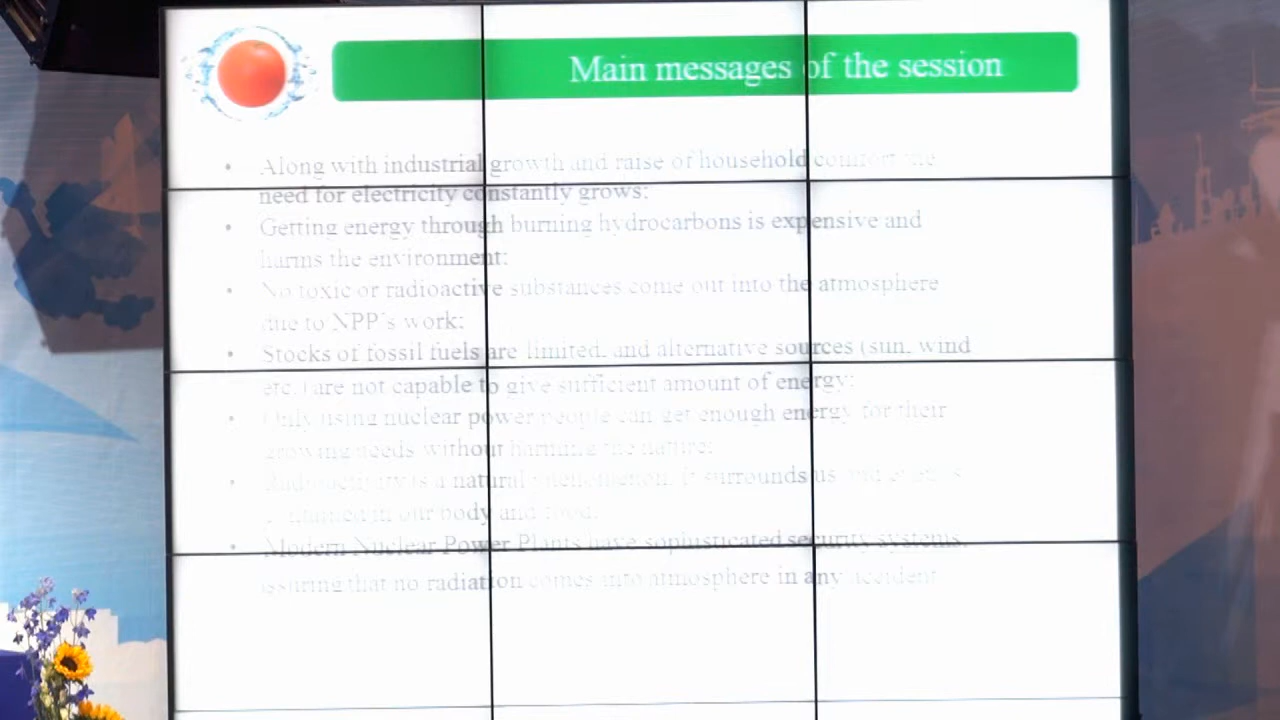 Main messages of the session
• Along with industrial growth and raise of household comfort the
need for electricity constantly grows;
• Getting energy through burning hydrocarbons is expensive and
harms the environment;
• No toxic or radioactive substances come out into the atmosphere
due to NPP's work;
• Stocks of fossil fuels are limited, and alternative sources (sun, wind
etc.) are not capable to give sufficient amount of energy;
• Only using nuclear power people can get enough energy for their
growing needs without harming the nature;
• Radioactivity is a natural phenomenon, it surrounds us
in our body and food;
• Modern Nuclear Power Plants have sophisticated security systems,
assuring that no radiation comes into atmosphere in any accident